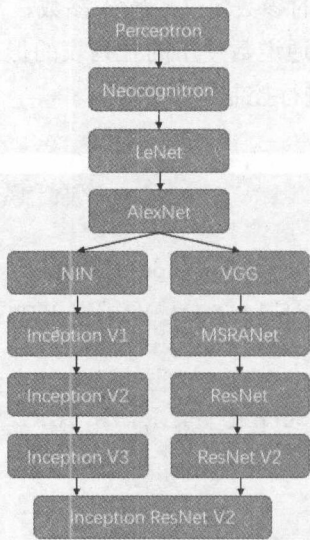 Perceptron
Neocognitron
LeNet
AlexNet
NIN
VGG
Inception V1
MSRANet
Inception V2
ResNet
Inception V3
ResNet V2
Inception ResNet V2